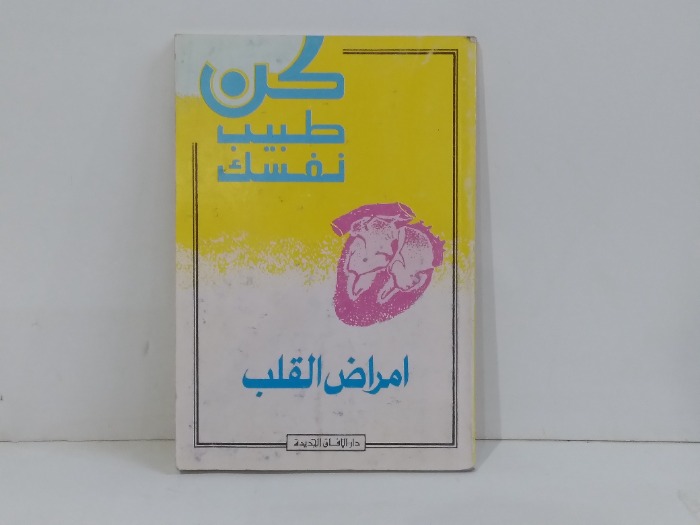 كن
طبيب
نفسك
امراض القلب
دار الآفاق الجديدة